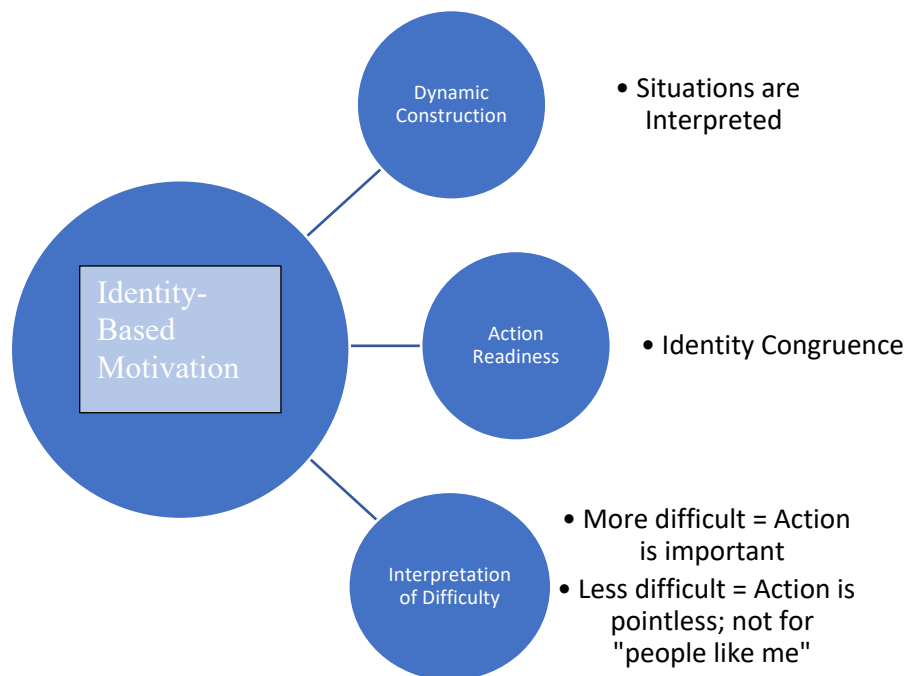 Dynamic
Construction
• Situations are
Interpreted
Identity-
Based
Motivation
Action
Readiness
• Identity Congruence
Interpretation
of Difficulty
• More difficult = Action
is important
• Less difficult = Action is
pointless; not for
"people like me"